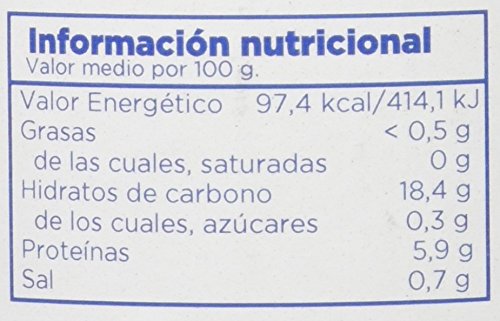 Información nutricional
Valor medio por 100 g.
Valor Energético 97,4 kcal/414,1 kJ
Grasas < 0,5 g
de las cuales, saturadas 0 g
Hidratos de carbono 18,4 g
de los cuales, azúcares 0,3 g
Proteínas 5,9 g
Sal 0,7 g